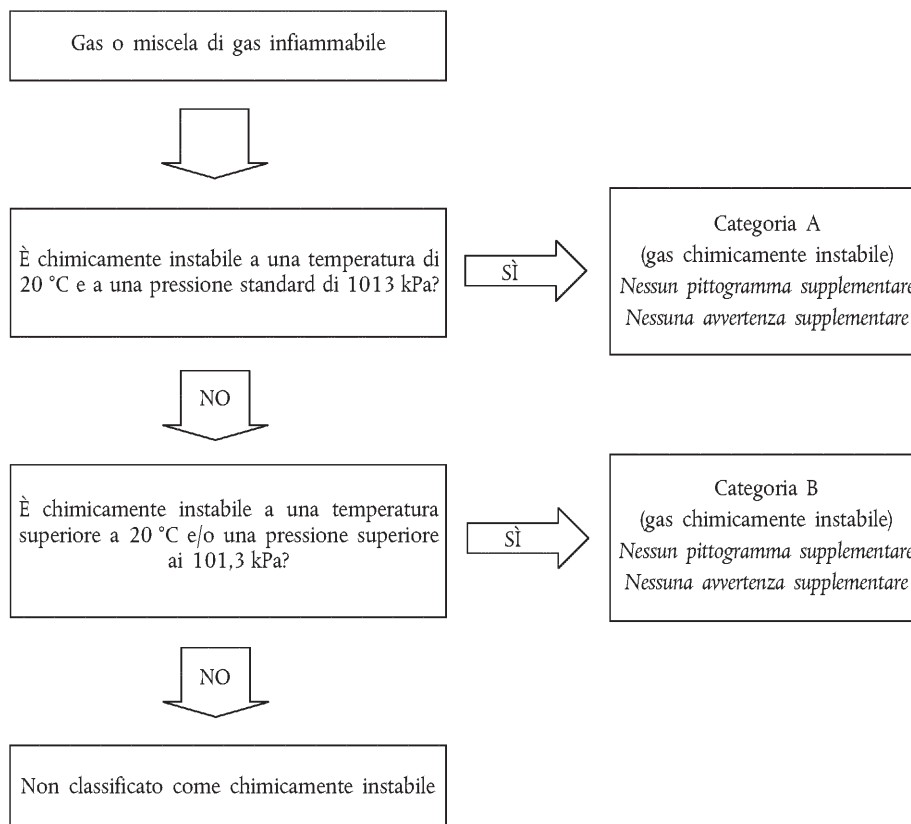 Gas o miscela di gas infiammabile
È chimicamente instabile a una temperatura di
20 °C e a una pressione standard di 1013 kPa?
SÌ
Categoria A
(gas chimicamente instabile)
Nessun pittogramma supplementare
Nessuna avvertenza supplementare
NO
È chimicamente instabile a una temperatura
superiore a 20 °C e/o una pressione superiore
ai 101,3 kPa?
SÌ
Categoria B
(gas chimicamente instabile)
Nessun pittogramma supplementare
Nessuna avvertenza supplementare
NO
Non classificato come chimicamente instabile